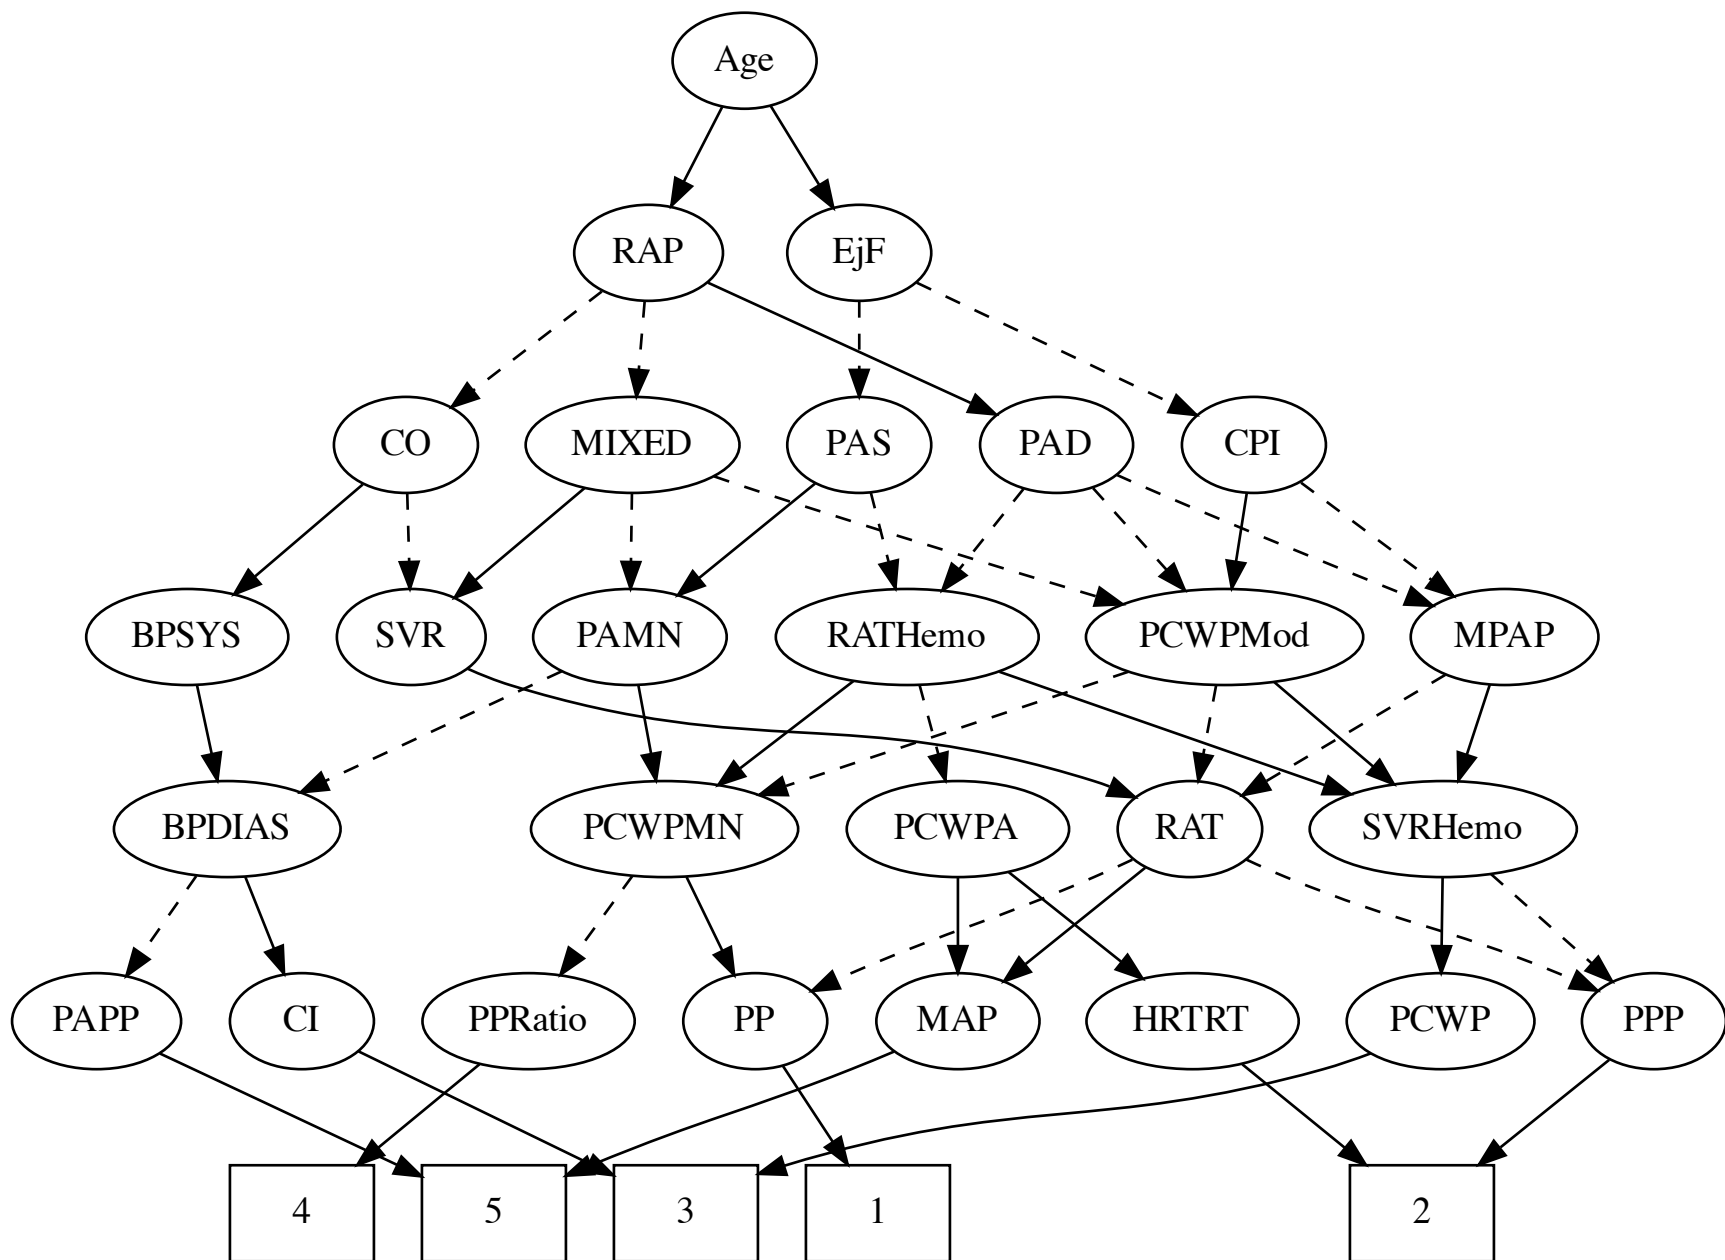 Age
RAP
EjF
CO
MIXED
PAS
PAD
CPI
BPSYS
SVR
PAMN
RATHemo
PCWPMod
MPAP
BPDIAS
PCWPMN
PCWPA
RAT
SVRHemo
PAPP
CI
PPRatio
PP
MAP
HRTRT
PCWP
PPP
4
5
3
1
2